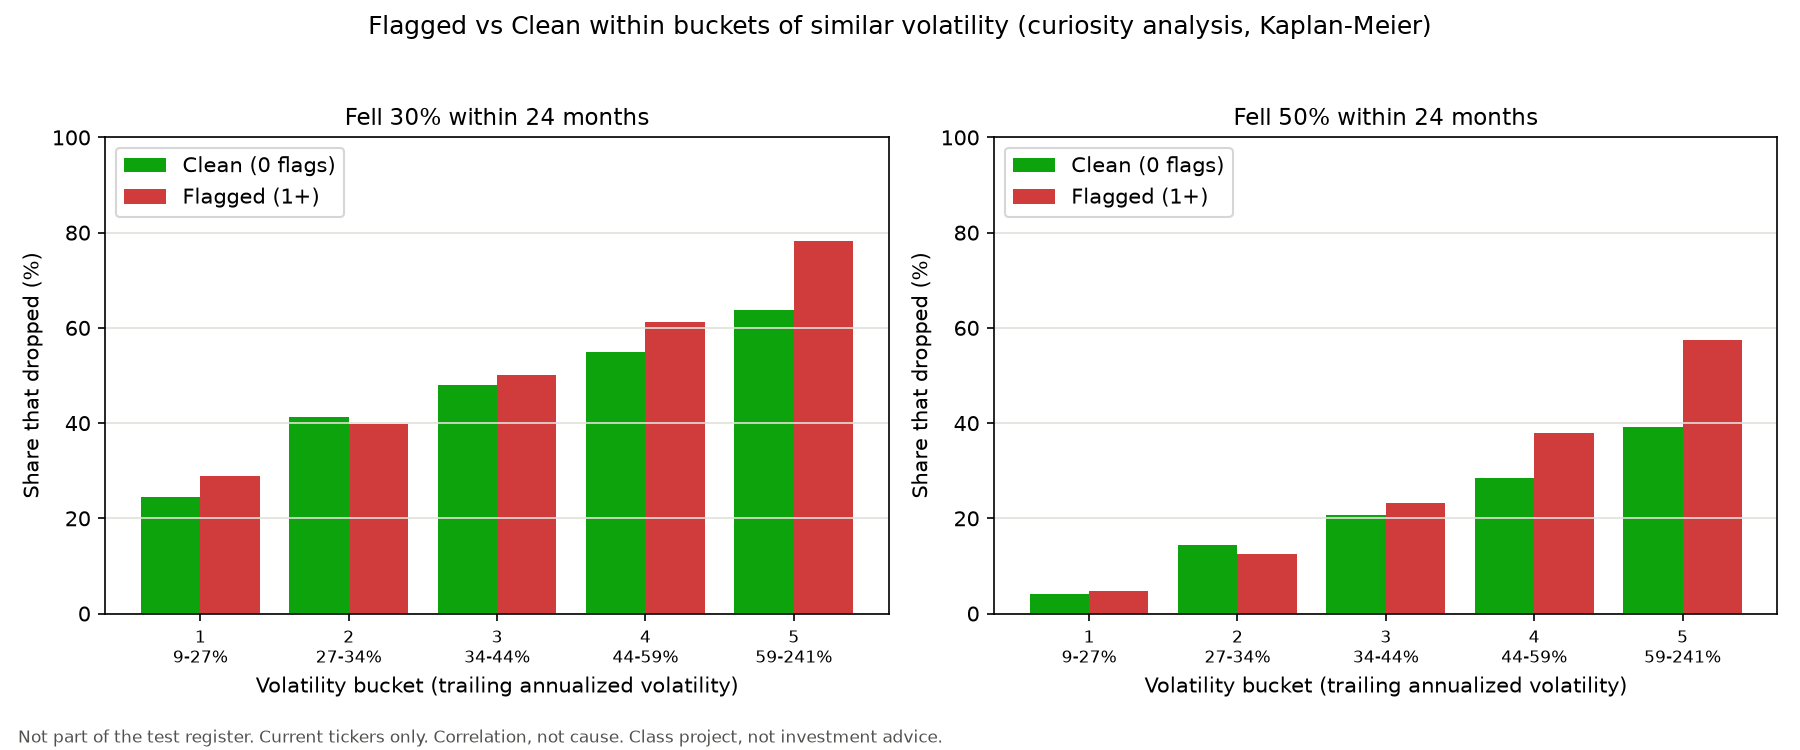 Flagged vs Clean within buckets of similar volatility (curiosity analysis, Kaplan-Meier)
Fell 30% within 24 months
Clean (0 flags)
Flagged (1+)
Share that dropped (%)
100
80
60
40
20
0
1
9-27%
2
27-34%
3
34-44%
4
44-59%
5
59-241%
Volatility bucket (trailing annualized volatility)
Fell 50% within 24 months
Clean (0 flags)
Flagged (1+)
Share that dropped (%)
100
80
60
40
20
0
1
9-27%
2
27-34%
3
34-44%
4
44-59%
5
59-241%
Volatility bucket (trailing annualized volatility)
Not part of the test register. Current tickers only. Correlation, not cause. Class project, not investment advice.